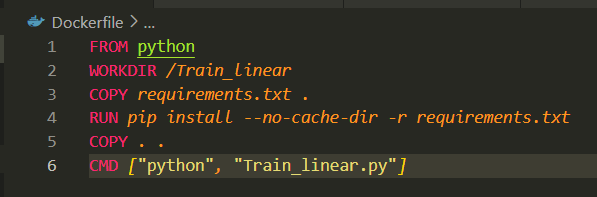 Dockerfile > ...
1 FROM python
2 WORKDIR /Train_linear
3 COPY requirements.txt .
4 RUN pip install --no-cache-dir -r requirements.txt
5 COPY . .
6 CMD ["python", "Train_linear.py"]